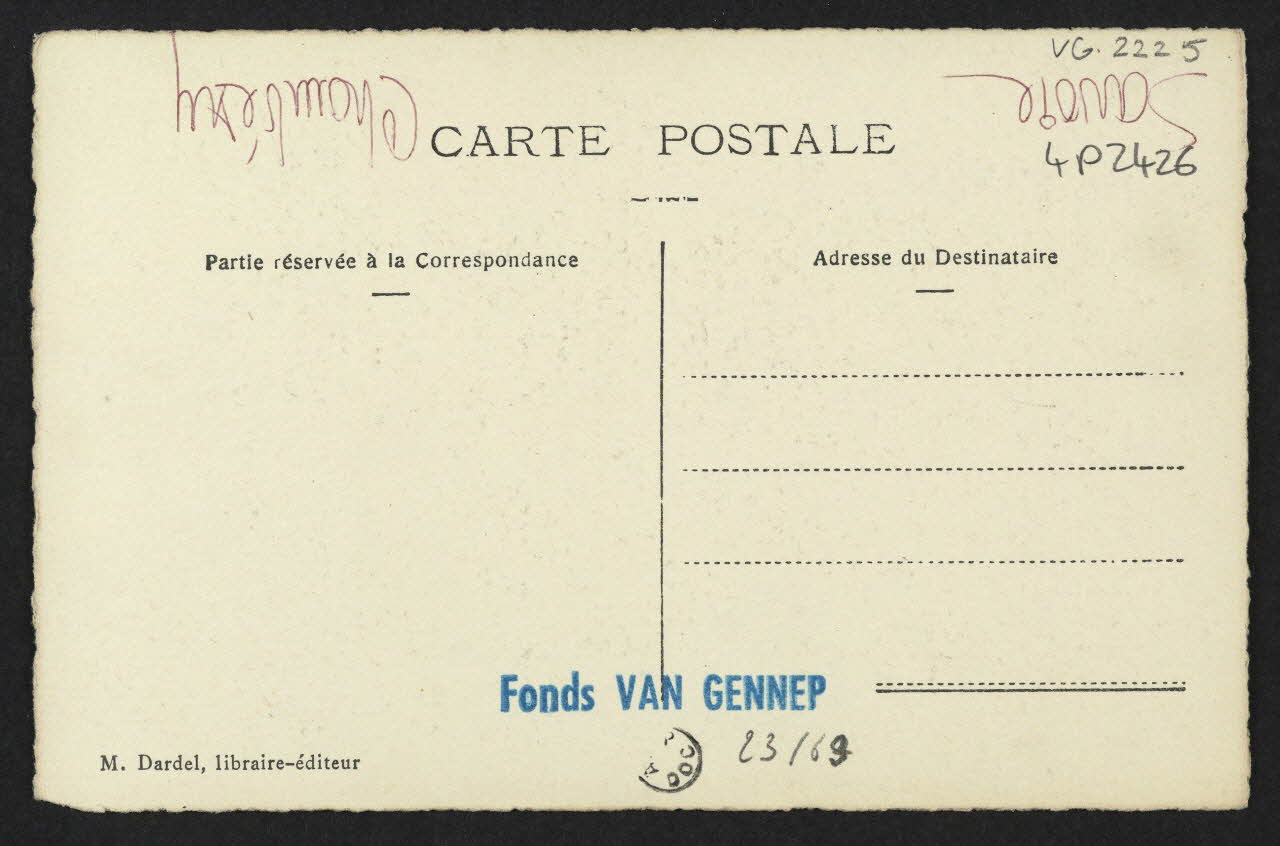 VG. 2225
Chambéry
Savoie
CARTE POSTALE
4P2426
Partie réservée à la Correspondance
Adresse du Destinataire
Fonds VAN GENNEP
23/69
M. Dardel, libraire-éditeur